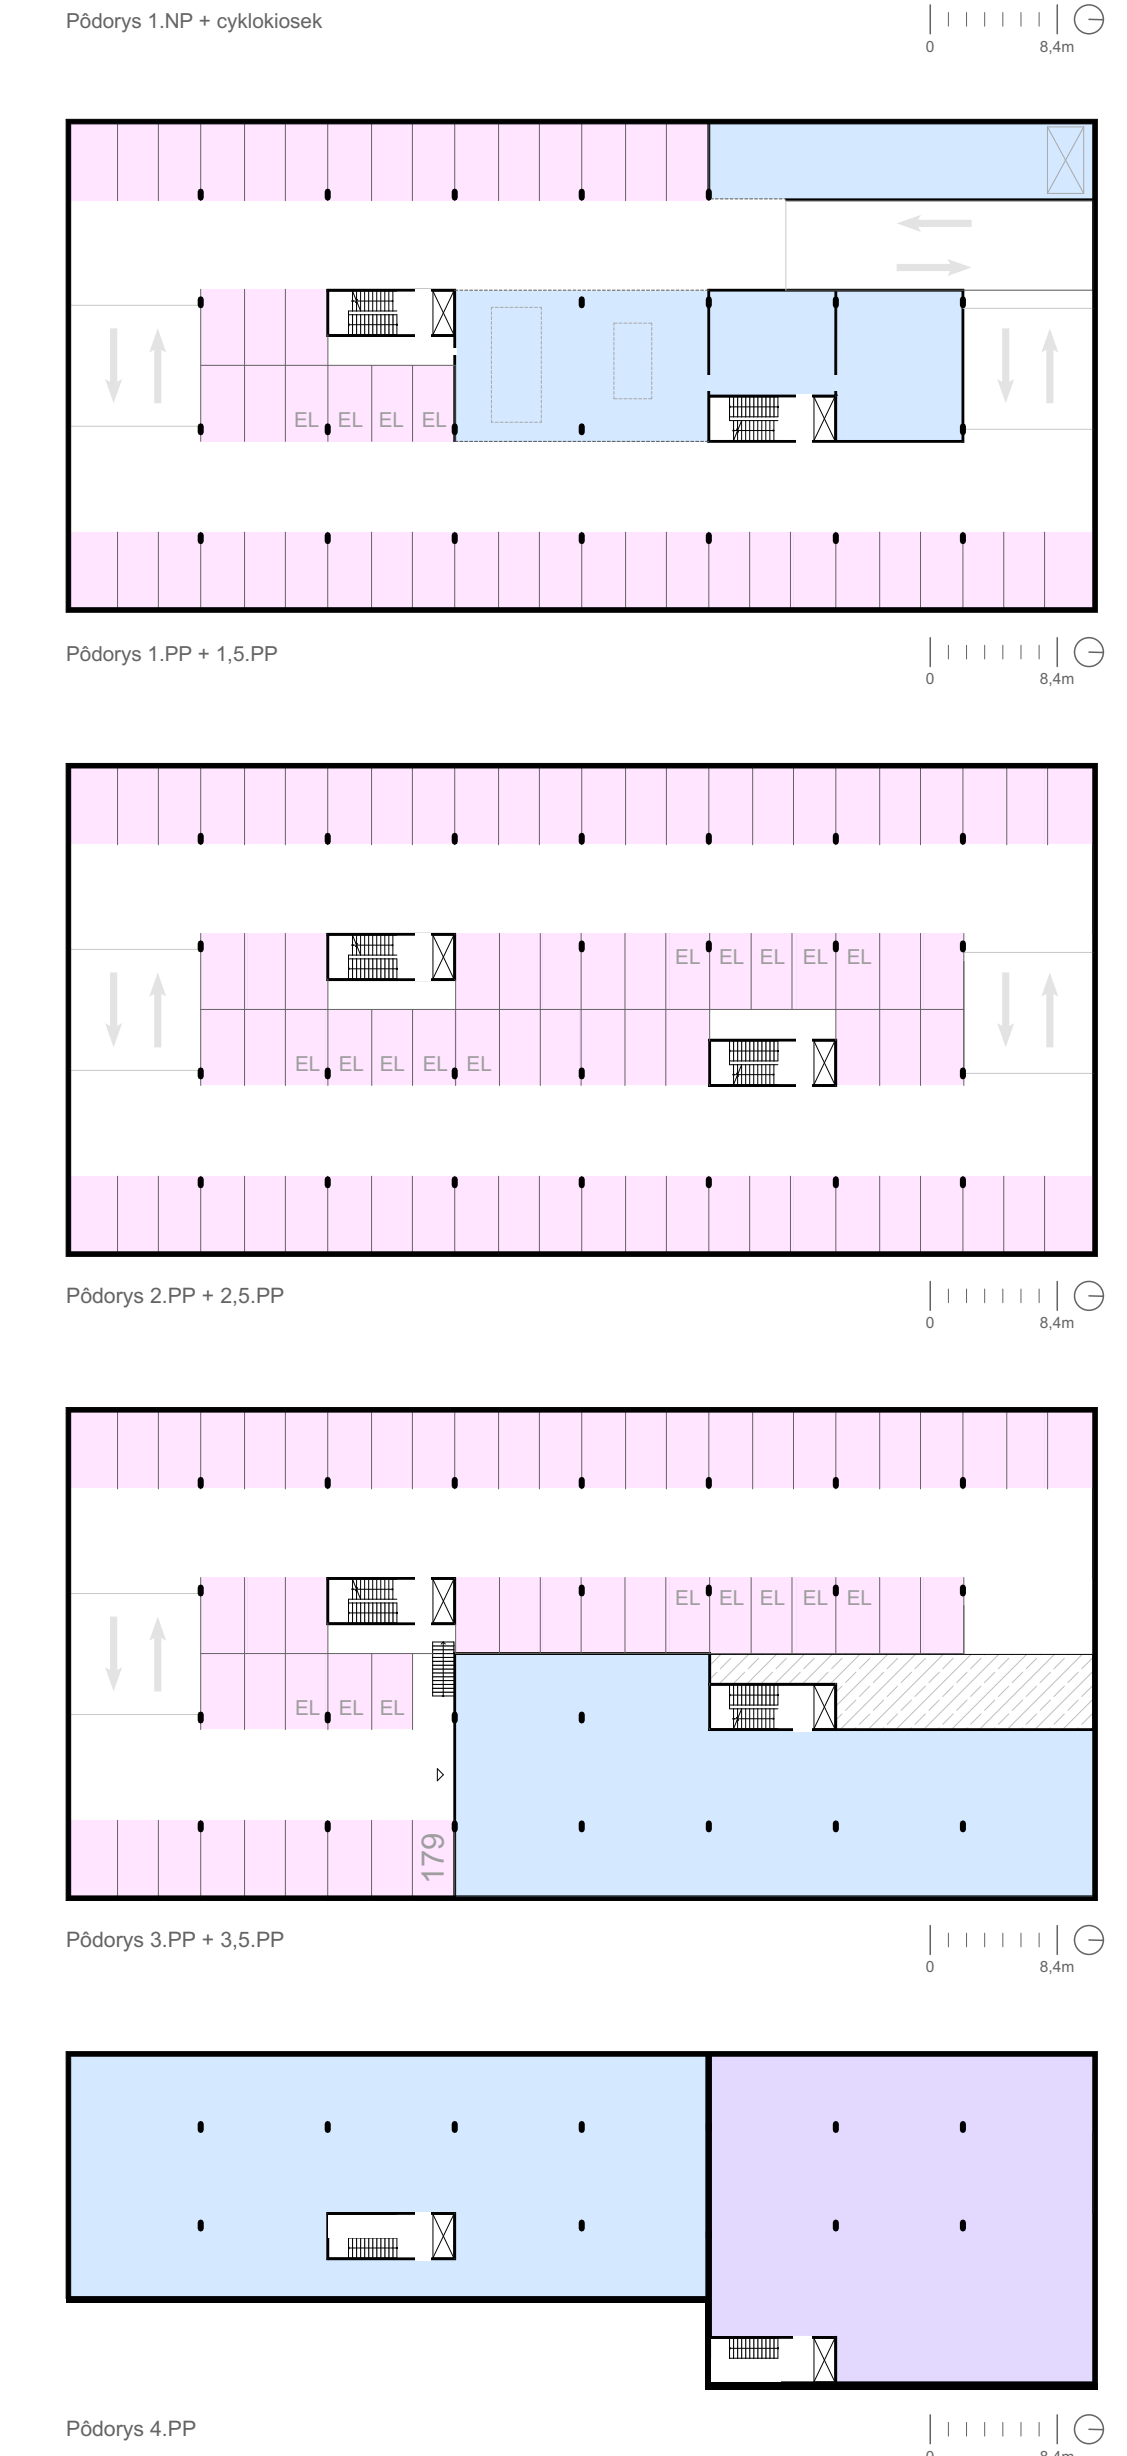 Pôdorys 1.NP + cyklokiosek
0 8,4m
EL EL EL EL
Pôdorys 1.PP + 1,5.PP
0 8,4m
EL EL EL EL EL
EL EL EL EL EL
Pôdorys 2.PP + 2,5.PP
0 8,4m
EL EL EL EL EL
EL EL EL
179
Pôdorys 3.PP + 3,5.PP
0 8,4m
Pôdorys 4.PP
0 8,4m